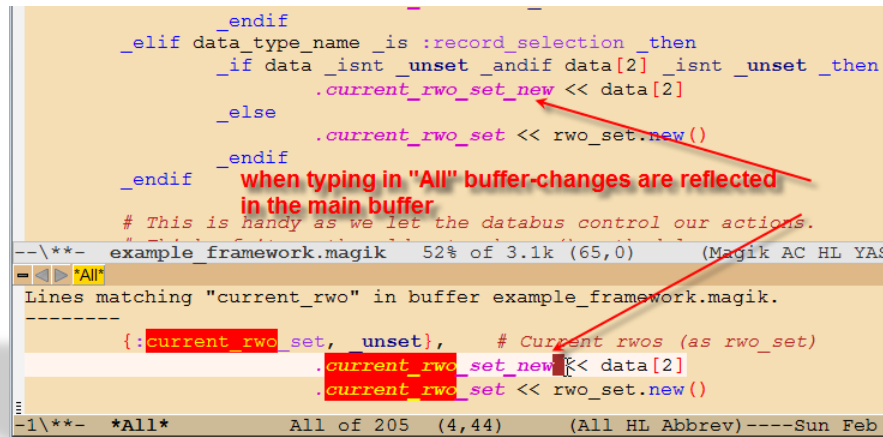 _endif
_elif data_type_name _is :record_selection _then
_if data _isnt _unset _andif data[2] _isnt _unset _then
.current_rwo_set_new << data[2]
_else
.current_rwo_set << rwo_set.new()
_endif
_endif
when typing in "All" buffer-changes are reflected
in the main buffer
# This is handy as we let the databus control our actions.
--\**-  example_framework.magik   52% of 3.1k (65,0)    (Magik AC HL YAS
*All*
Lines matching "current_rwo" in buffer example_framework.magik.
--------
{:current_rwo_set, _unset},   # Current rwos (as rwo_set)
.current_rwo_set_new << data[2]
.current_rwo_set << rwo_set.new()
-1\**-  *All*          All of 205  (4,44)     (All HL Abbrev)----Sun Feb